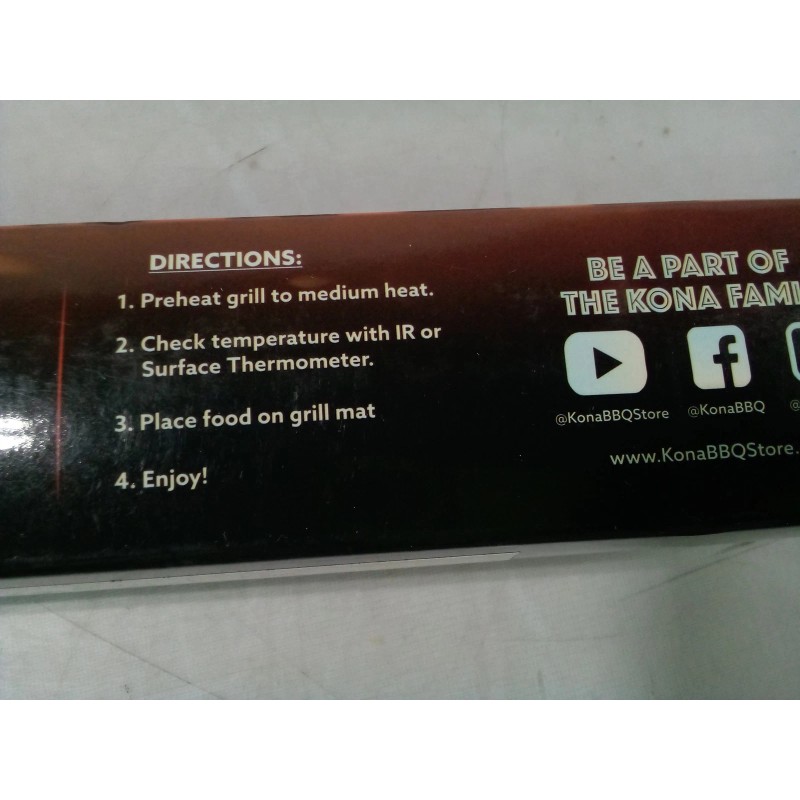 DIRECTIONS:
1. Preheat grill to medium heat.
2. Check temperature with IR or
Surface Thermometer.
3. Place food on grill mat
4. Enjoy!
BE A PART OF
THE KONA FAMI
@KonaBBQStore
@KonaBBQ
@
www.KonaBBQStore.